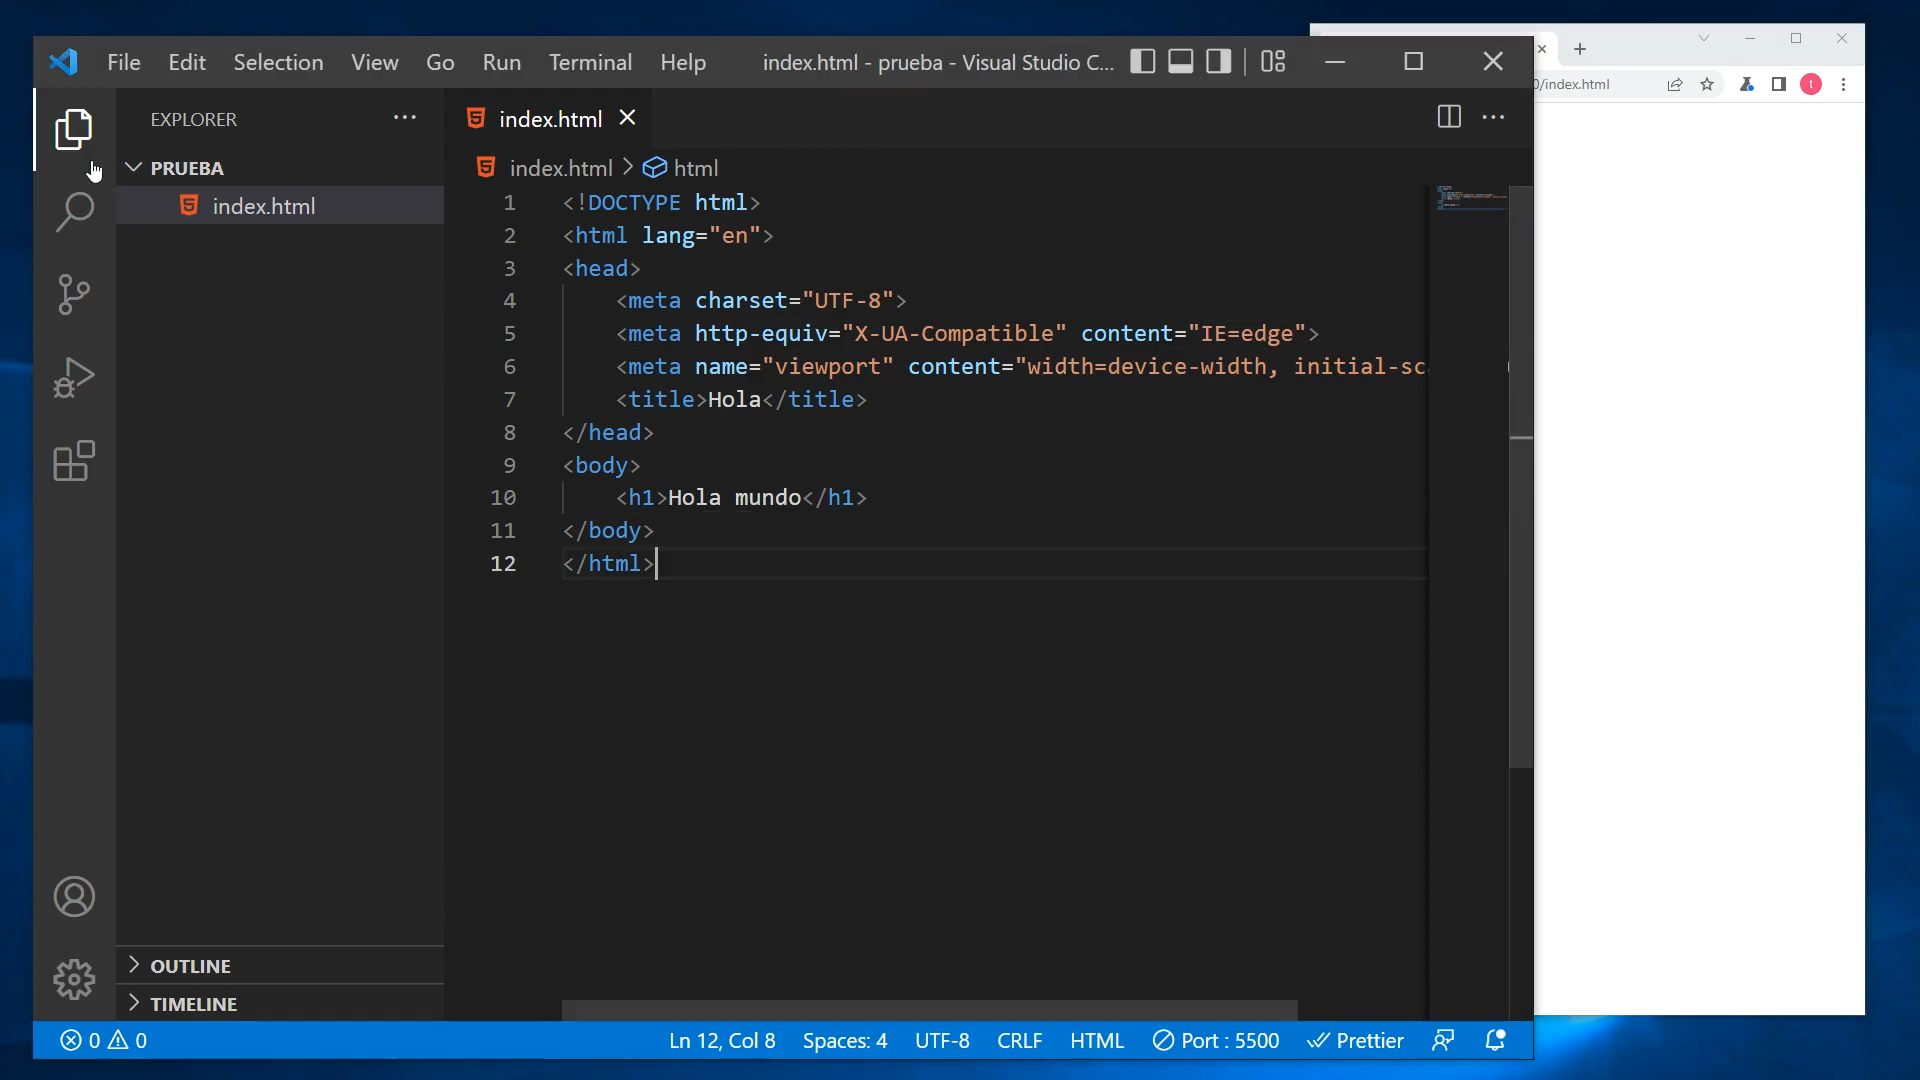 File Edit Selection View Go Run Terminal Help index.html - prueba - Visual Studio C...
0/index.html
t
EXPLORER
PRUEBA
index.html
OUTLINE
TIMELINE
index.html
index.html > html
1 <!DOCTYPE html>
2 <html lang="en">
3 <head>
4 <meta charset="UTF-8">
5 <meta http-equiv="X-UA-Compatible" content="IE=edge">
6 <meta name="viewport" content="width=device-width, initial-sc
7 <title>Hola</title>
8 </head>
9 <body>
10 <h1>Hola mundo</h1>
11 </body>
12 </html>
0 0 Ln 12, Col 8 Spaces: 4 UTF-8 CRLF HTML Port : 5500 Prettier